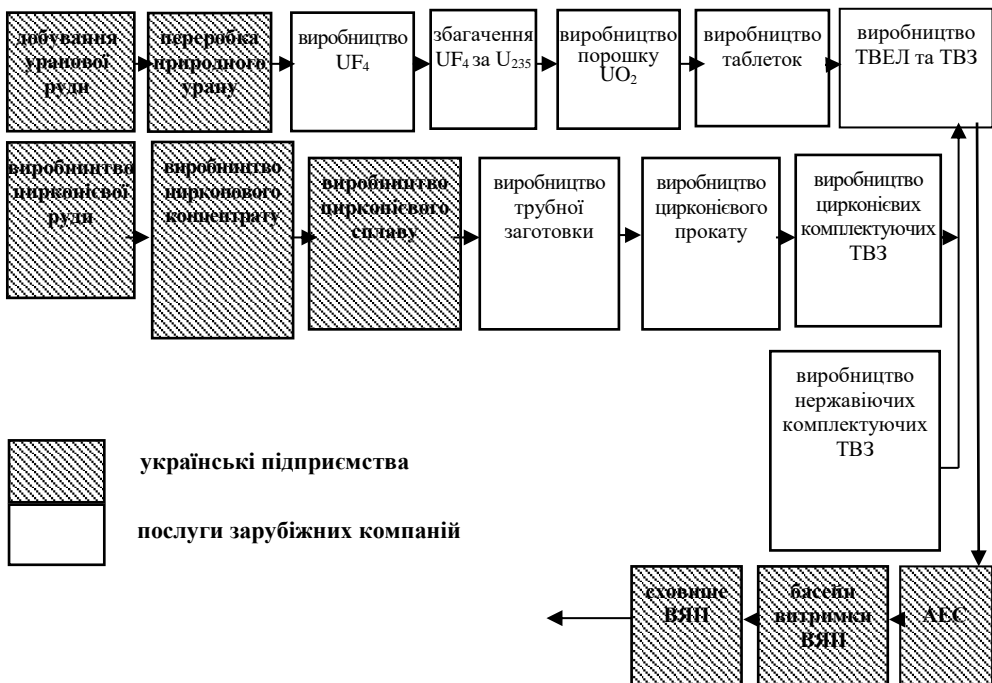 добування
уранової
руди
переробка
природного
урану
виробництво
UF₄
збагачення
UF₄ за U₂₃₅
виробництво
порошку
UO₂
виробництво
таблеток
виробництво
ТВЕЛ та ТВЗ
виробництво
цирконієвої
руди
виробництво
цирконового
концентрату
виробництво
цирконієвого
сплаву
виробництво
трубної
заготовки
виробництво
цирконієвого
прокату
виробництво
цирконієвих
комплектуючих
ТВЗ
виробництво
нержавіючих
комплектуючих
ТВЗ
українські підприємства
послуги зарубіжних компаній
сховище
ВЯП
басейн
витримки
ВЯП
АЕС